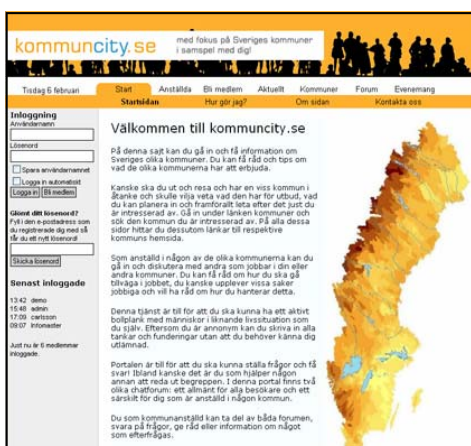 kommuncity.se
med fokus på Sveriges kommuner
i samspel med dig!
Tisdag 6 februari
Start Anställda Bli medlem Aktuellt Kommuner Forum Evenemang
Startsidan Hur gör jag? Om sidan Kontakta oss
Inloggning
Användarnamn
Lösenord
Spara användarnamnet
Logga in automatiskt
Logga in Bli medlem
Glömt ditt lösenord?
Fyll i den e-postadress som
du registrerade dig med så
får du ett nytt lösenord!
Skicka lösenord
Senast inloggade
13:42 demo
15:48 admin
17:09 carlsson
09:07 Infomaster
Just nu är 6 medlemmar
inloggade.
Välkommen till kommuncity.se
På denna sajt kan du gå in och få information om
Sveriges olika kommuner. Du kan få råd och tips om
vad de olika kommunerna har att erbjuda.
Kanske ska du ut och resa och har en viss kommun i
åtanke och skulle vilja veta vad den har för utbud, vad
du kan planera in och framförallt leta efter det just du
är intresserad av. Gå in under länken kommuner och
sök den kommun du är intresserad av. På alla dessa
sidor hittar du dessutom länkar till respektive
kommuns hemsida.
Som anställd i någon av de olika kommunerna kan du
gå in och diskutera med andra som jobbar i din eller
andra kommuner. Du kan få råd om hur du ska gå
tillväga i jobbet, du kanske upplever vissa saker
jobbiga och vill ha råd om hur du hanterar detta.
Denna tjänst är till för att du ska kunna ha ett aktivt
bollplank med människor i liknande livssituation som
du själv. Eftersom du är annonym kan du skriva in alla
tankar och funderingar utan att du behöver känna dig
utlämnad.
Portalen är till för att du ska kunna ställa frågor och få
svar! Ibland kanske det är du som hjälper någon
annan att reda ut begreppen. I denna portal finns två
olika chatforum: ett allmänt för alla besökare och ett
särskilt för dig som är anställd i någon kommun.
Du som kommunanställd kan ta del av båda forumen,
svara på frågor, ge råd eller information om något
som efterfrågas.